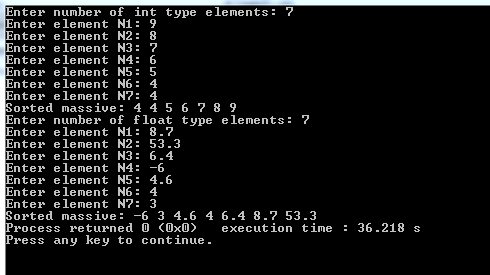 Enter number of int type elements: 7
Enter element N1: 9
Enter element N2: 8
Enter element N3: 7
Enter element N4: 6
Enter element N5: 5
Enter element N6: 4
Enter element N7: 4
Sorted massive: 4 4 5 6 7 8 9
Enter number of float type elements: 7
Enter element N1: 8.7
Enter element N2: 53.3
Enter element N3: 6.4
Enter element N4: -6
Enter element N5: 4.6
Enter element N6: 4
Enter element N7: 3
Sorted massive: -6 3 4.6 4 6.4 8.7 53.3
Process returned 0 (0x0)   execution time : 36.218 s
Press any key to continue.